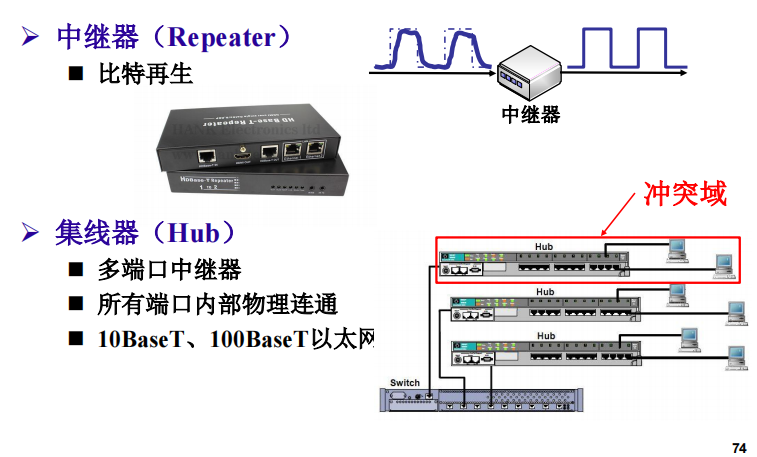 中继器（Repeater）
比特再生
中继器
HD Base-T Repeater
HDBase-T Repeater
1 to 2
冲突域
集线器（Hub）
多端口中继器
所有端口内部物理连通
10BaseT、100BaseT以太网
Hub
Hub
Hub
Switch
74